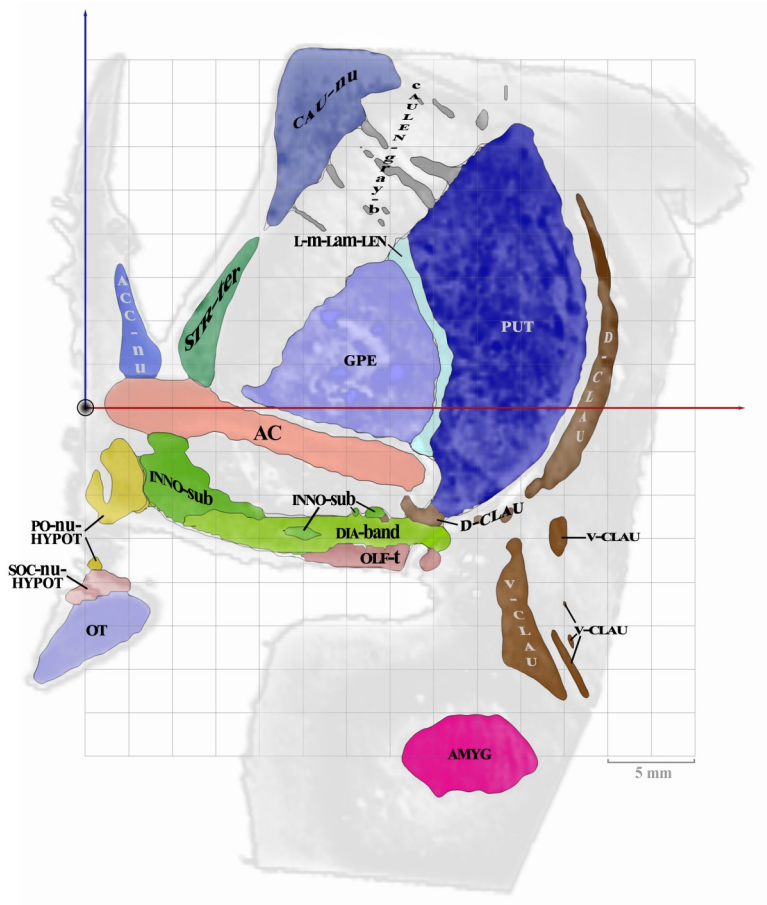 CAU-nu
cAULEN-gray-b
L-m-Lam-LEN
STR-ter
ACC-nu
PUT
GPE
D-CLAU
AC
INNO-sub
INNO-sub
D-CLAU
PO-nu-
HYPOT
DIA-band
V-CLAU
OLF-t
SOC-nu-
HYPOT
V-CLAU
V-CLAU
OT
AMYG
5 mm